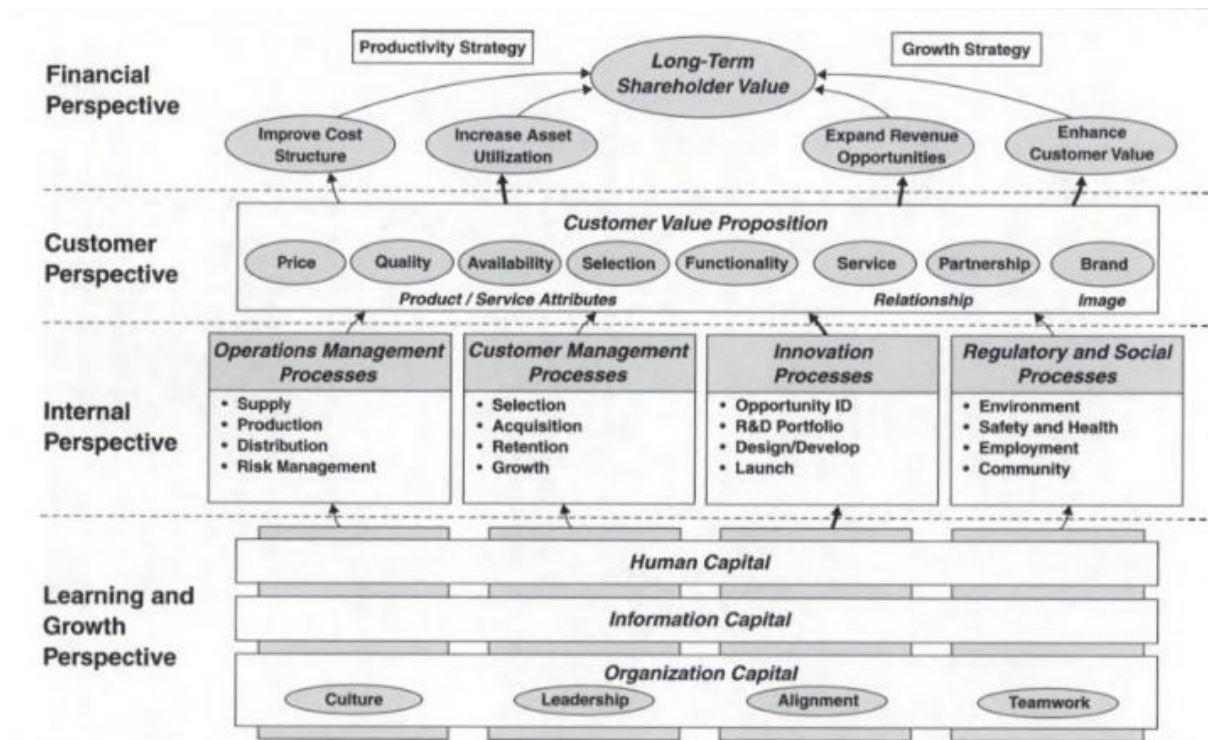 Financial
Perspective
Productivity Strategy
Long-Term
Shareholder Value
Growth Strategy
Improve Cost
Structure
Increase Asset
Utilization
Expand Revenue
Opportunities
Enhance
Customer Value
Customer
Perspective
Customer Value Proposition
Price
Quality
Availability
Selection
Functionality
Service
Partnership
Brand
Product / Service Attributes
Relationship
Image
Internal
Perspective
Operations Management
Processes
• Supply
• Production
• Distribution
• Risk Management
Customer Management
Processes
• Selection
• Acquisition
• Retention
• Growth
Innovation
Processes
• Opportunity ID
• R&D Portfolio
• Design/Develop
• Launch
Regulatory and Social
Processes
• Environment
• Safety and Health
• Employment
• Community
Learning and
Growth
Perspective
Human Capital
Information Capital
Organization Capital
Culture
Leadership
Alignment
Teamwork